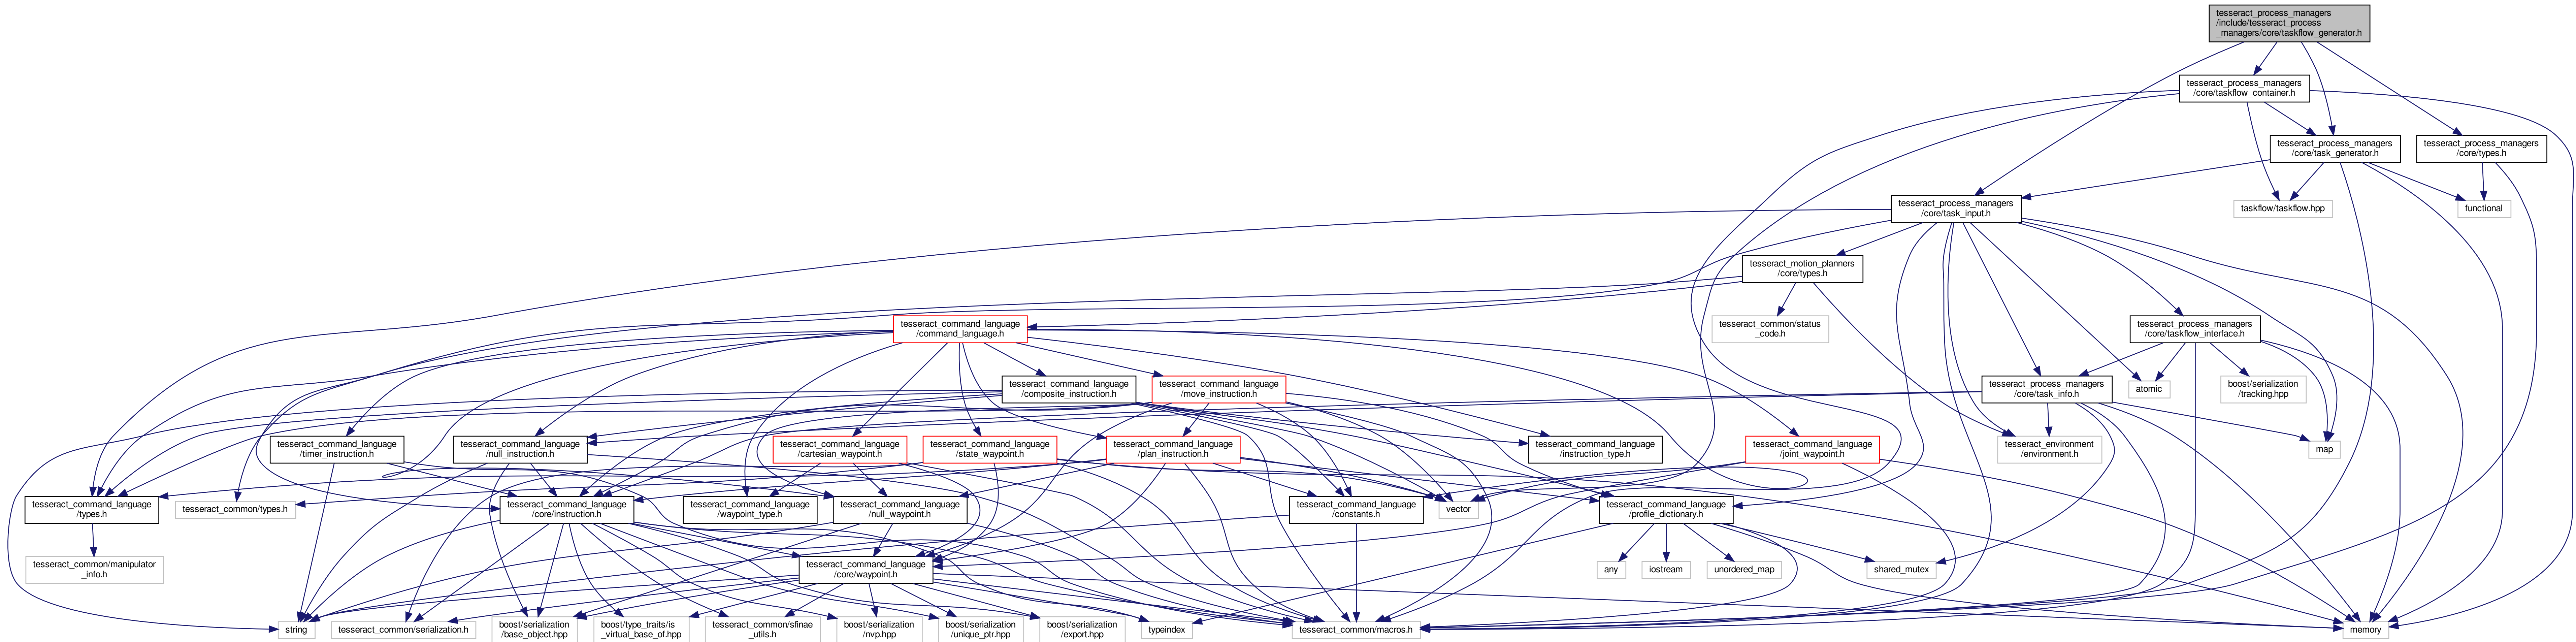 tesseract_process_managers
/include/tesseract_process
_managers/core/taskflow_generator.h
tesseract_process_managers
/core/taskflow_container.h
tesseract_process_managers
/core/task_generator.h
tesseract_process_managers
/core/types.h
tesseract_process_managers
/core/task_input.h
taskflow/taskflow.hpp
functional
tesseract_motion_planners
/core/types.h
tesseract_command_language
/command_language.h
tesseract_common/status
_code.h
tesseract_process_managers
/core/taskflow_interface.h
tesseract_command_language
/composite_instruction.h
tesseract_command_language
/move_instruction.h
tesseract_process_managers
/core/task_info.h
atomic
boost/serialization
/tracking.hpp
tesseract_command_language
/timer_instruction.h
tesseract_command_language
/null_instruction.h
tesseract_command_language
/cartesian_waypoint.h
tesseract_command_language
/state_waypoint.h
tesseract_command_language
/plan_instruction.h
tesseract_command_language
/instruction_type.h
tesseract_command_language
/joint_waypoint.h
tesseract_environment
/environment.h
map
tesseract_command_language
/types.h
tesseract_common/types.h
tesseract_command_language
/core/instruction.h
tesseract_command_language
/waypoint_type.h
tesseract_command_language
/null_waypoint.h
tesseract_command_language
/constants.h
vector
tesseract_command_language
/profile_dictionary.h
tesseract_common/manipulator
_info.h
tesseract_command_language
/core/waypoint.h
any
iostream
unordered_map
shared_mutex
string
tesseract_common/serialization.h
boost/serialization
/base_object.hpp
boost/type_traits/is
_virtual_base_of.hpp
tesseract_common/sfinae
_utils.h
boost/serialization
/nvp.hpp
boost/serialization
/unique_ptr.hpp
boost/serialization
/export.hpp
typeindex
tesseract_common/macros.h
memory